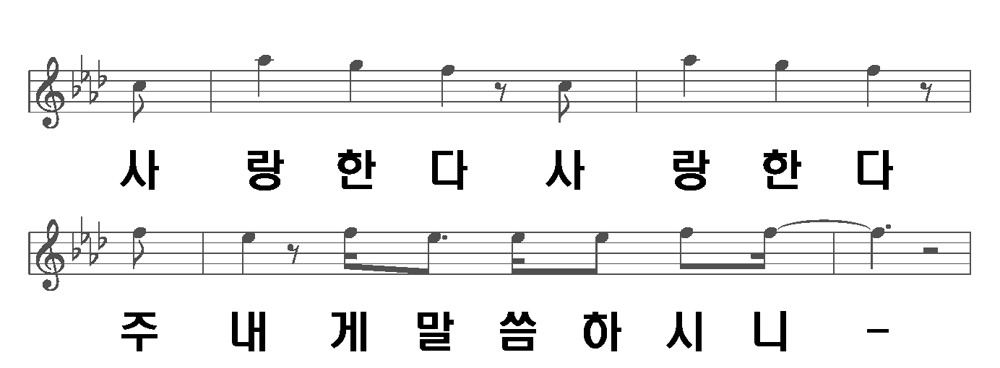 사 랑 한 다 사 랑 한 다
주 내 게 말 씀 하 시 니 -